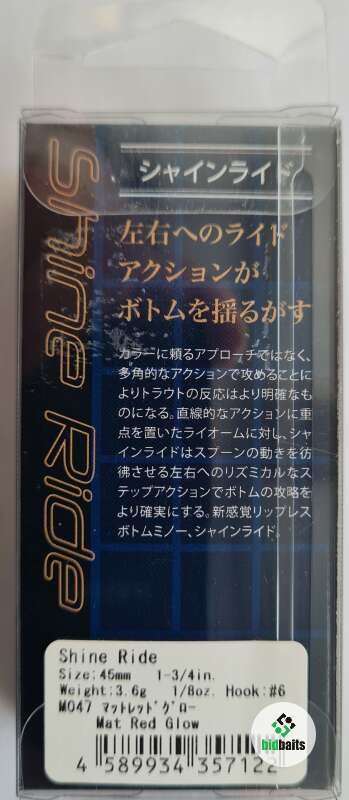 Shine Ride
シャインライド
左右へのライド
アクションが
ボトムを揺るがす
カラーに頼るアプローチではなく、
多角的なアクションで攻めることに
よりトラウトの反応はより明確なも
のになる。直線的なアクションに重
点を置いたライオームに対し、シャ
インライドはスプーンの動きを彷
彿させる左右へのリズミカルなス
テップアクションでボトムの攻略を
より確実にする。新感覚リップレス
ボトムミノー、シャインライド。
Shine Ride
Size:45mm 1-3/4in.
Weight:3.6g 1/8oz. Hook:#6
M047 マットレッドグロー
Mat Red Glow
bidbaits
4 589934 357122